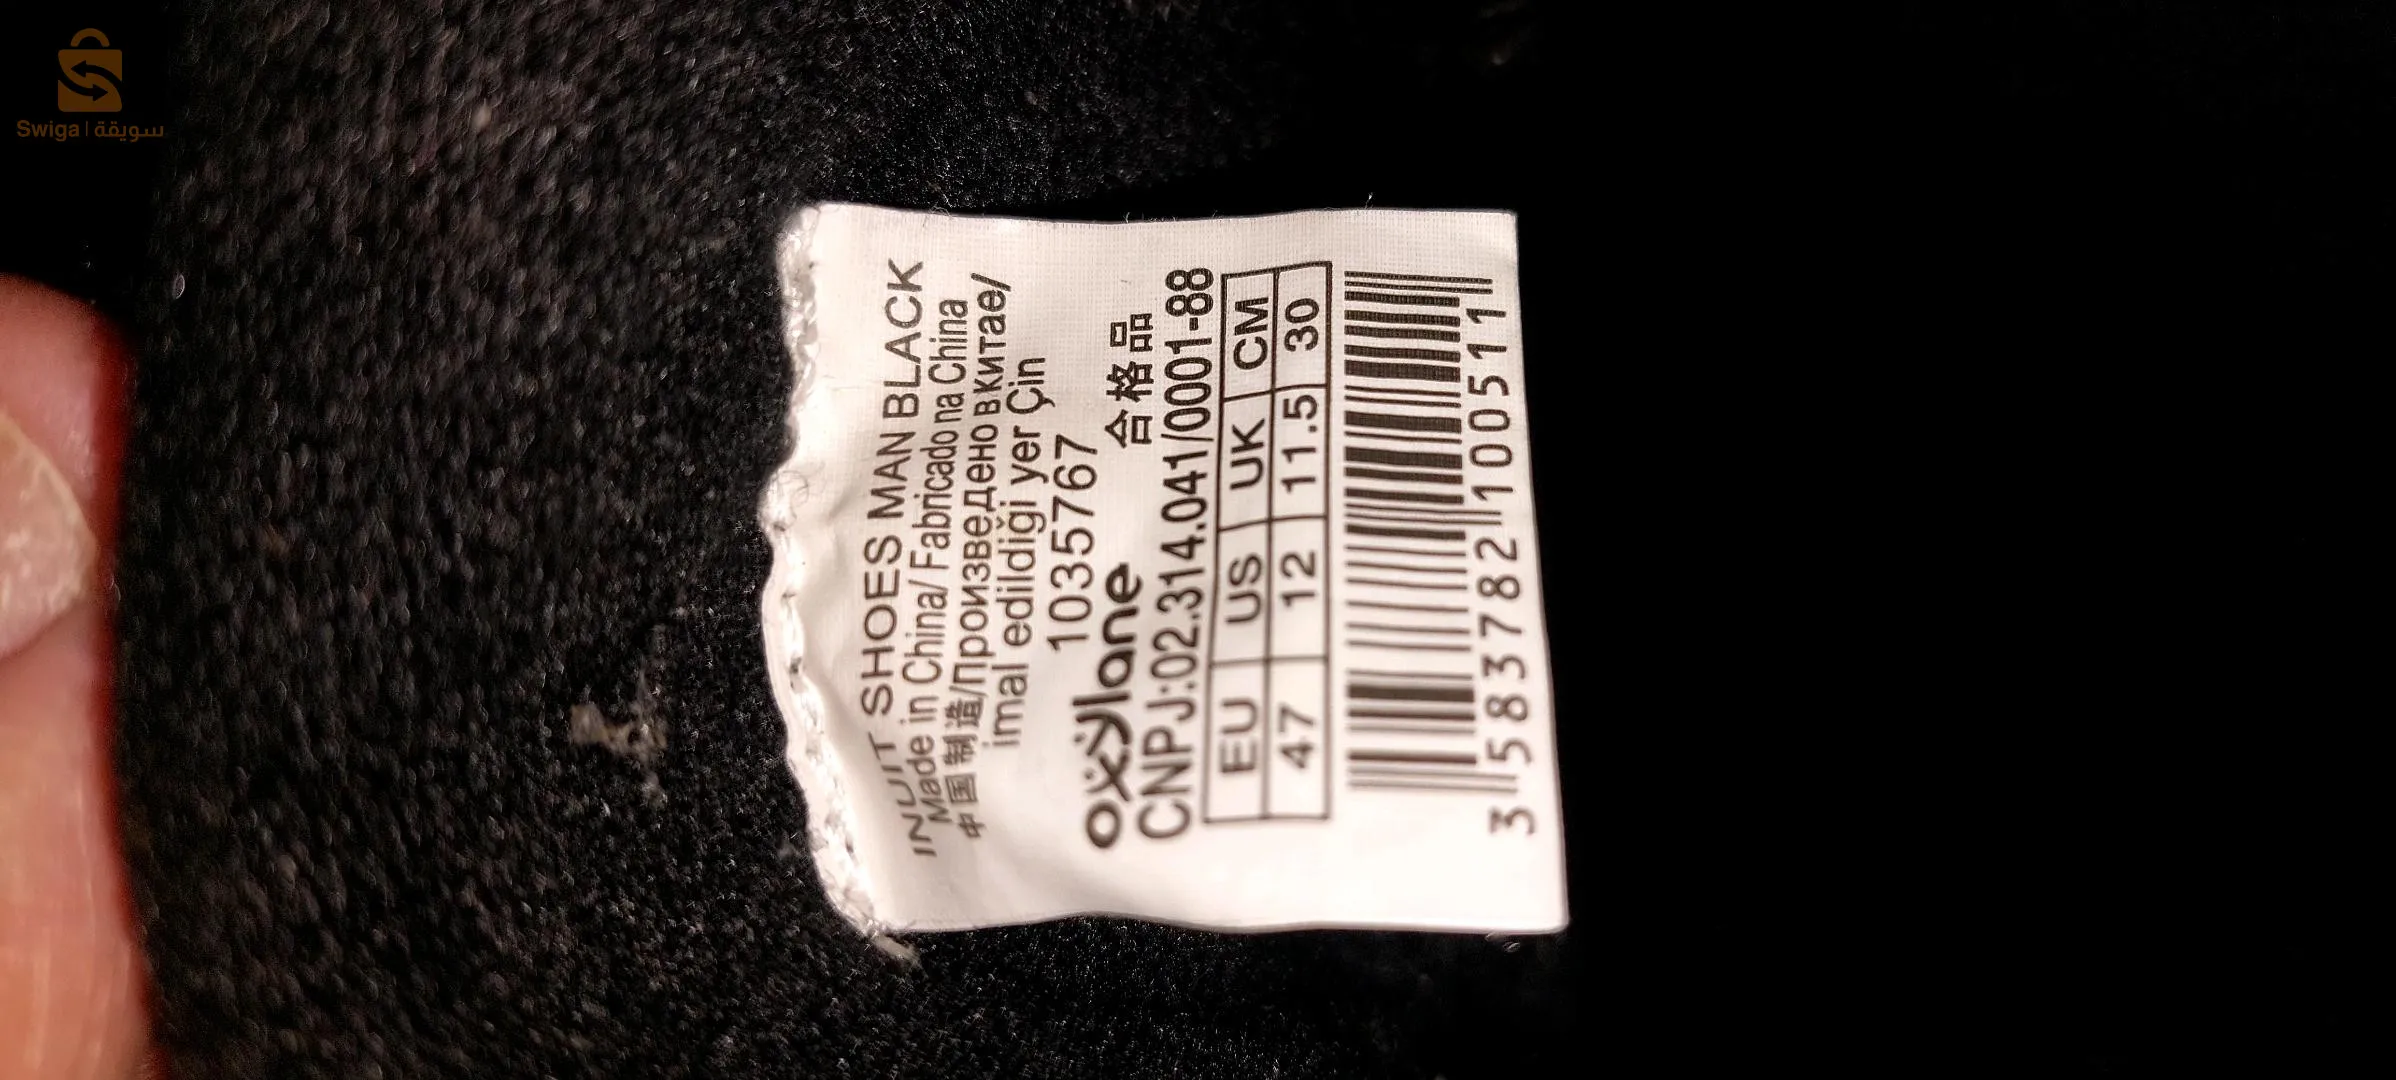 Swiga | سويقة
INUIT SHOES MAN BLACK
Made in China/ Fabricado na China
中国制造/Произведено в Китае/
imal edildiği yer Çin
1035767
oxylane 合格品
CNPJ:02.314.041/0001-88
EU US UK CM
47 12 11.5 30
3 583782 100511